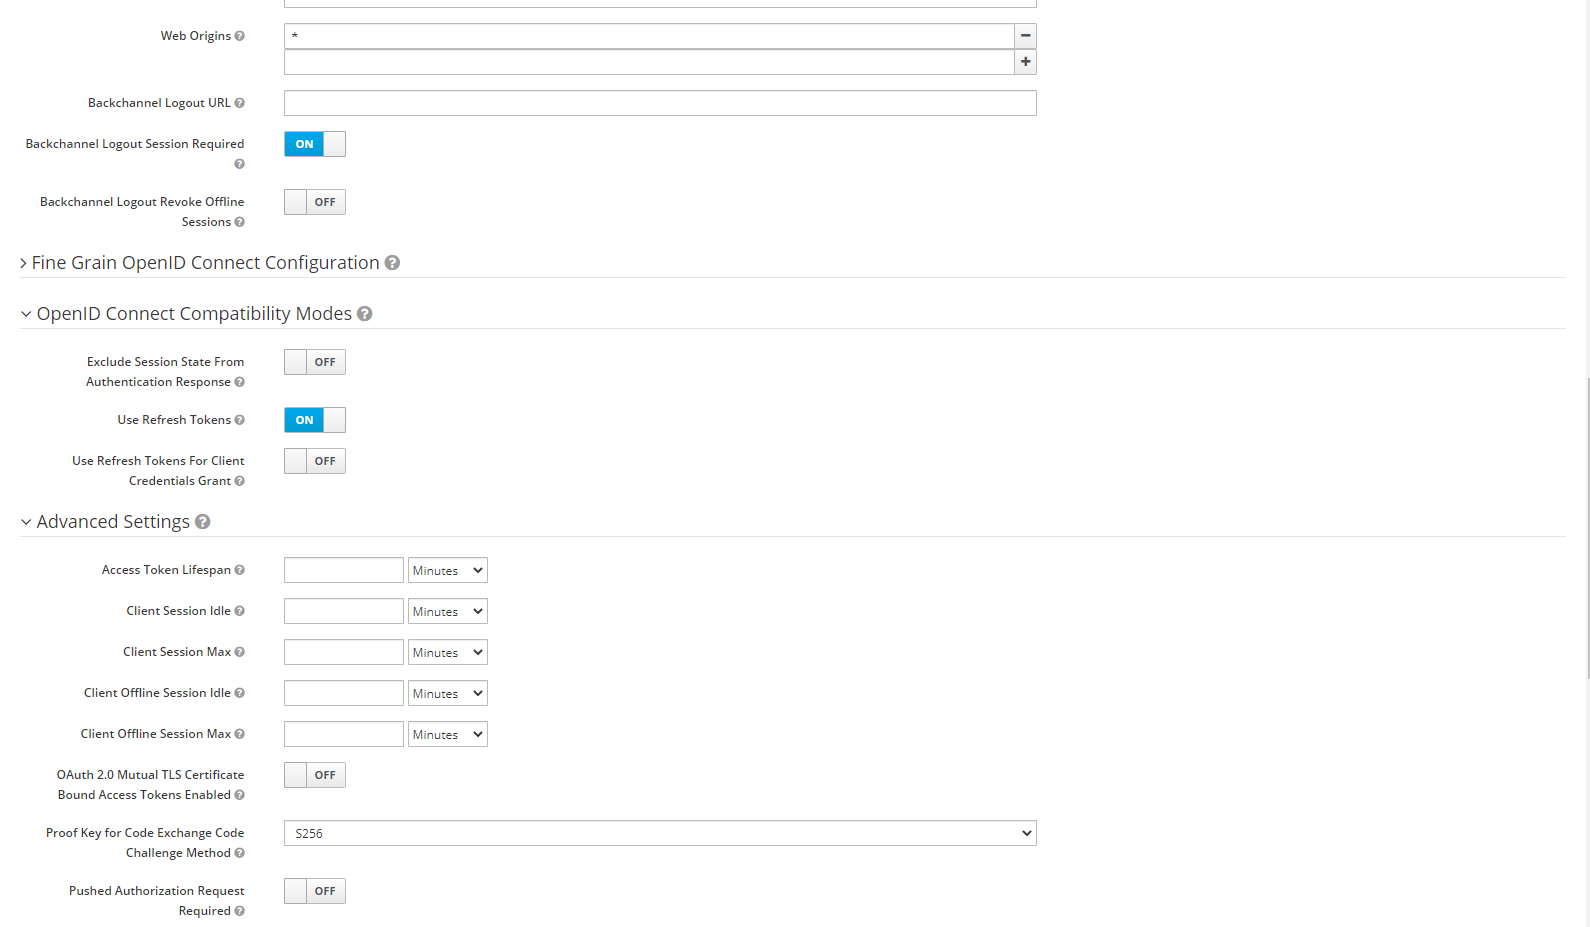 Web Origins
*
Backchannel Logout URL
Backchannel Logout Session Required
ON
Backchannel Logout Revoke Offline
Sessions
OFF
Fine Grain OpenID Connect Configuration
OpenID Connect Compatibility Modes
Exclude Session State From
Authentication Response
OFF
Use Refresh Tokens
ON
Use Refresh Tokens For Client
Credentials Grant
OFF
Advanced Settings
Access Token Lifespan
Minutes
Client Session Idle
Minutes
Client Session Max
Minutes
Client Offline Session Idle
Minutes
Client Offline Session Max
Minutes
OAuth 2.0 Mutual TLS Certificate
Bound Access Tokens Enabled
OFF
Proof Key for Code Exchange Code
Challenge Method
S256
Pushed Authorization Request
Required
OFF